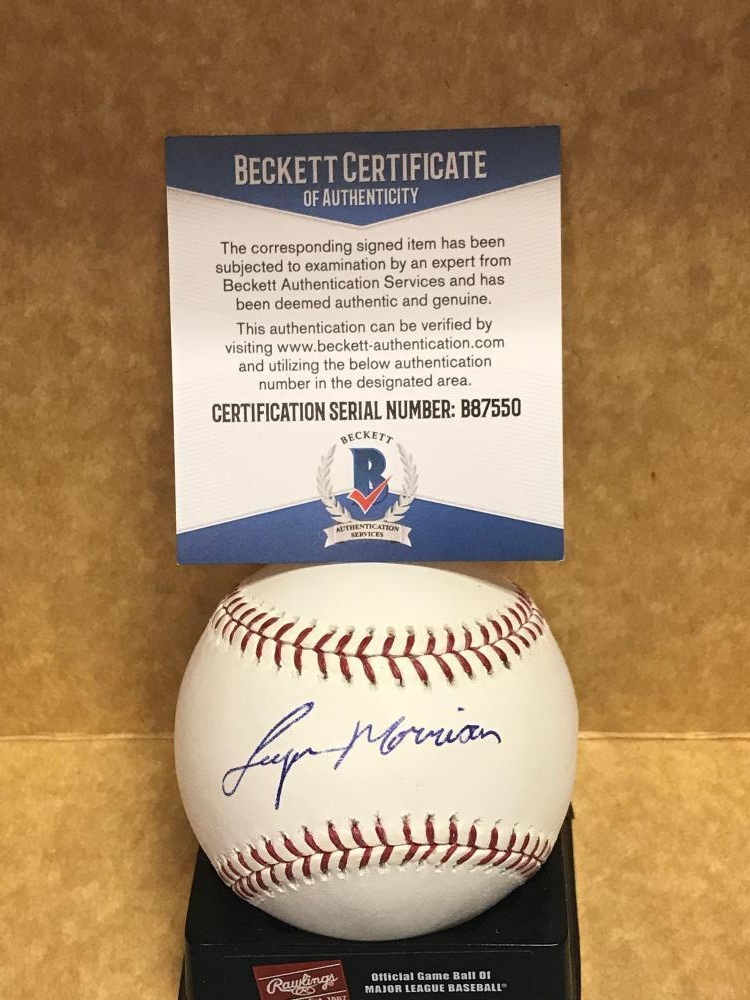 BECKETT CERTIFICATE
OF AUTHENTICITY
The corresponding signed item has been
subjected to examination by an expert from
Beckett Authentication Services and has
been deemed authentic and genuine.
This authentication can be verified by
visiting www.beckett-authentication.com
and utilizing the below authentication
number in the designated area.
CERTIFICATION SERIAL NUMBER: B87550
BECKETT
B
AUTHENTICATION
SERVICES
Morrison
Rawlings
Official Game Ball Of
MAJOR LEAGUE BASEBALL®